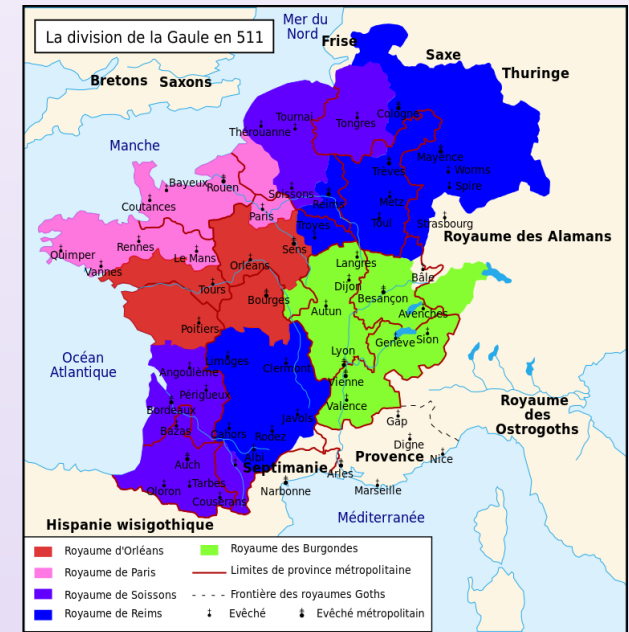 La division de la Gaule en 511
Mer du
Nord
Frise
Saxe
Thuringe
Bretons
Saxons
Tournai
Thérouanne
Tongres
Cologne
Manche
Mayence
Worms
Spire
Trèves
Bayeux
Rouen
Soissons
Reims
Metz
Coutances
Paris
Troyes
Toul
Strasbourg
Royaume des Alamans
Quimper
Rennes
Le Mans
Sens
Vannes
Orléans
Langres
Bâle
Tours
Bourges
Dijon
Besançon
Autun
Avenches
Poitiers
Genève
Sion
Océan
Atlantique
Lyon
Limoges
Clermont
Angoulême
Vienne
Périgueux
Valence
Bordeaux
Javols
Gap
Royaume
des
Ostrogoths
Bazas
Cahors
Rodez
Digne
Albi
Provence
Nice
Auch
Septimanie
Arles
Oloron
Tarbes
Couserans
Narbonne
Marseille
Hispanie wisigothique
Méditerranée
Royaume d'Orléans
Royaume de Paris
Royaume de Soissons
Royaume de Reims
Royaume des Burgondes
Limites de province métropolitaine
Frontière des royaumes Goths
Evêché
Evêché métropolitain